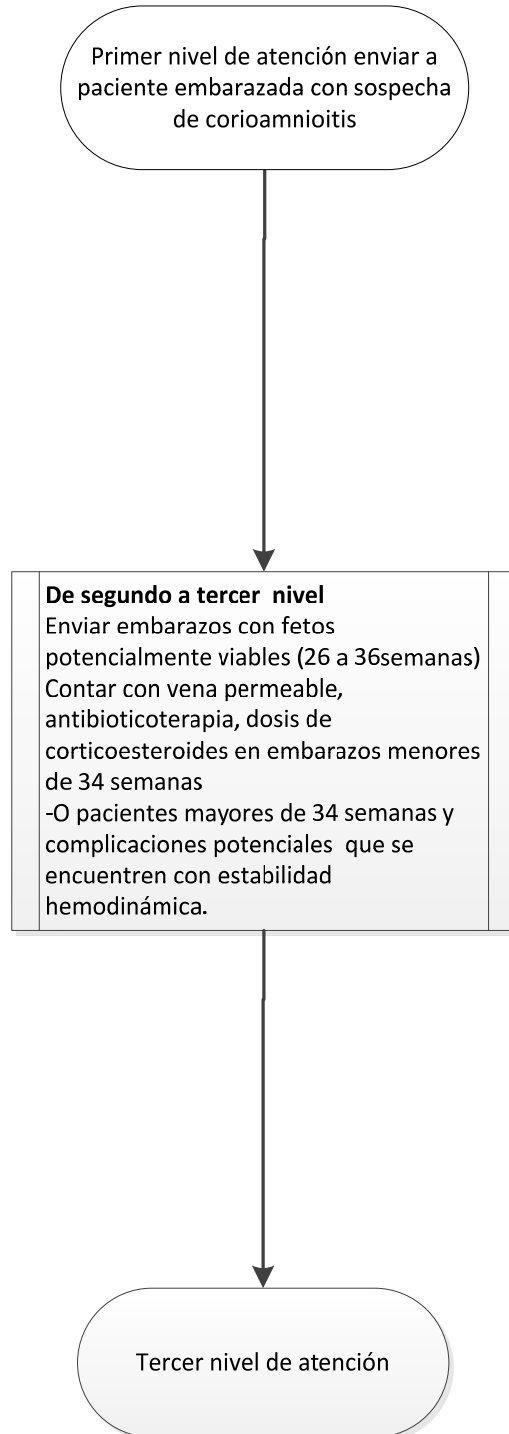 Primer nivel de atención enviar a
paciente embarazada con sospecha
de corioamnioitis
De segundo a tercer nivel
Enviar embarazos con fetos
potencialmente viables (26 a 36semanas)
Contar con vena permeable,
antibioticoterapia, dosis de
corticoesteroides en embarazos menores
de 34 semanas
-O pacientes mayores de 34 semanas y
complicaciones potenciales que se
encuentren con estabilidad
hemodinámica.
Tercer nivel de atención